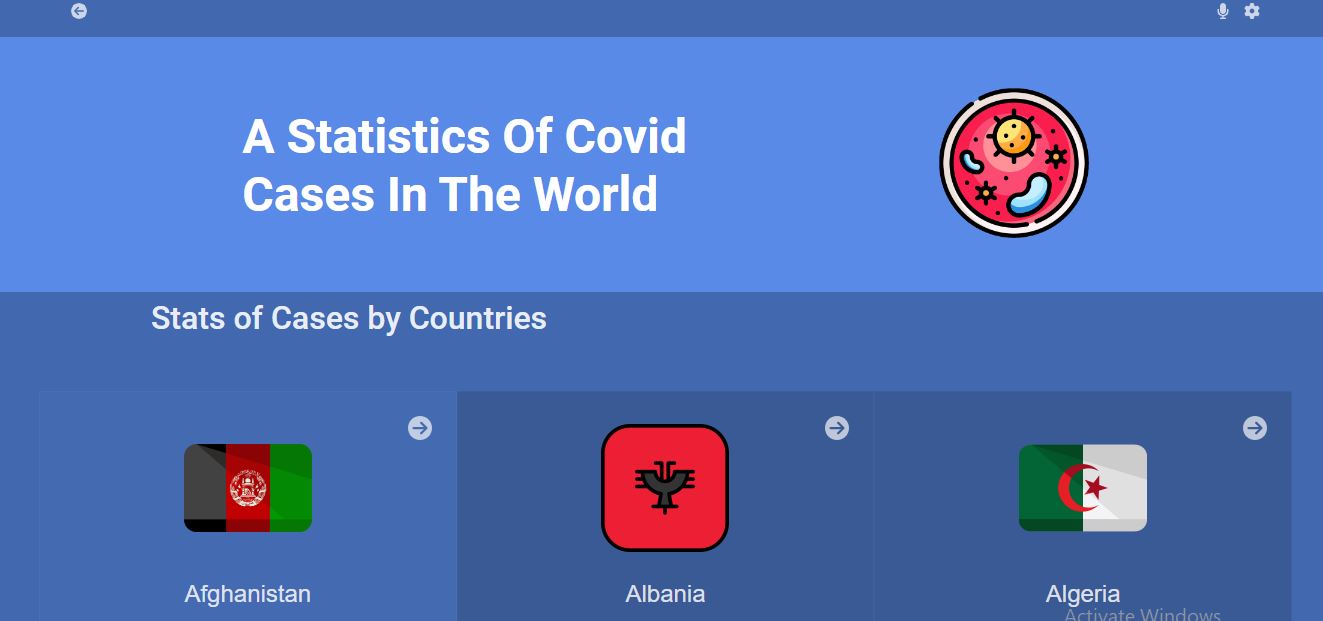 A Statistics Of Covid
Cases In The World
Stats of Cases by Countries
Afghanistan
Albania
Algeria
Activate Windows